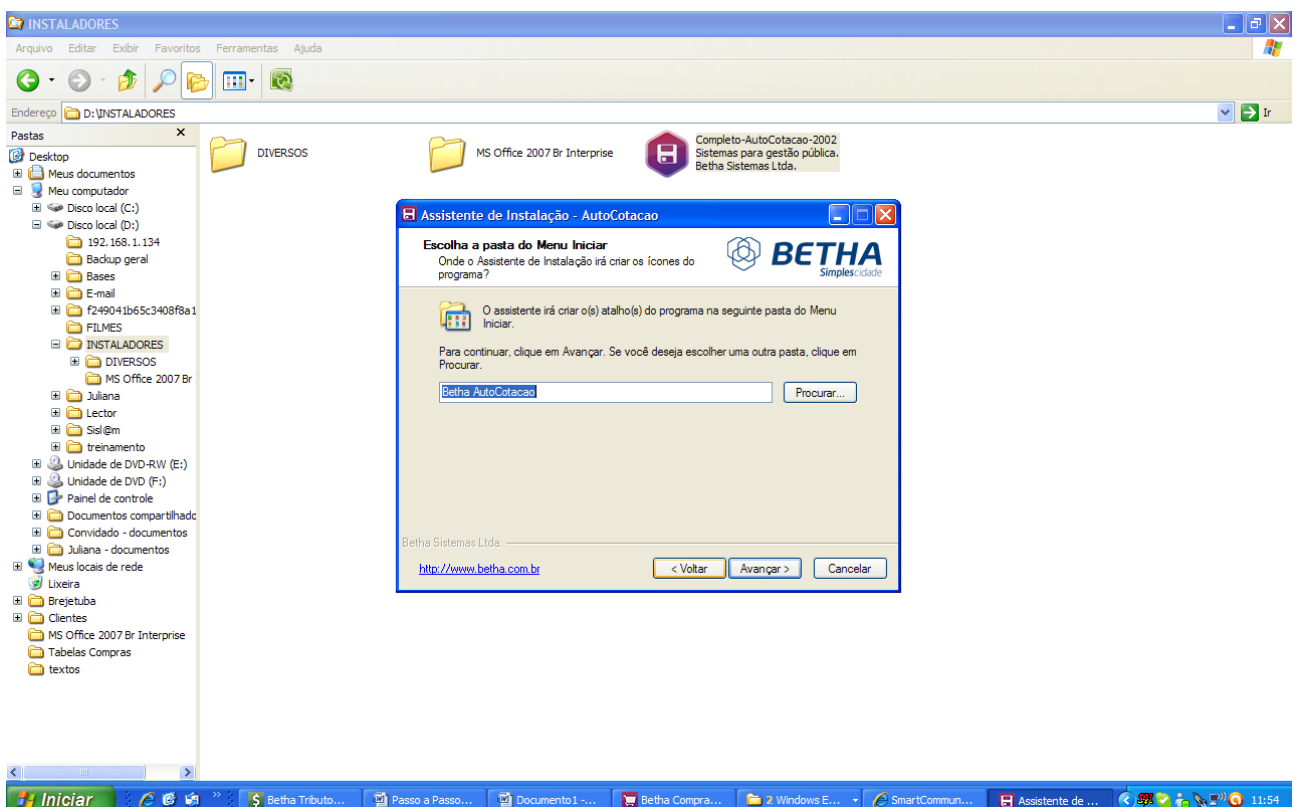 INSTALADORES
Arquivo Editar Exibir Favoritos Ferramentas Ajuda
Endereço D:\INSTALADORES Ir
Pastas
Desktop
Meus documentos
Meu computador
Disco local (C:)
Disco local (D:)
192.168.1.134
Backup geral
Bases
E-mail
f249041b65c3408f8a1
FILMES
INSTALADORES
DIVERSOS
MS Office 2007 Br
Juliana
Lector
Sisl@m
treinamento
Unidade de DVD-RW (E:)
Unidade de DVD (F:)
Painel de controle
Documentos compartilhado
Convidado - documentos
Juliana - documentos
Meus locais de rede
Lixeira
Brejetuba
Clientes
MS Office 2007 Br Interprise
Tabelas Compras
textos
DIVERSOS
MS Office 2007 Br Interprise
Completo-AutoCotacao-2002
Sistemas para gestão pública.
Betha Sistemas Ltda.
Assistente de Instalação - AutoCotacao
Escolha a pasta do Menu Iniciar
Onde o Assistente de Instalação irá criar os ícones do
programa?
BETHA
Simplescidade
O assistente irá criar o(s) atalho(s) do programa na seguinte pasta do Menu
Iniciar.
Para continuar, clique em Avançar. Se você deseja escolher uma outra pasta, clique em
Procurar.
Betha AutoCotacao
Procurar...
Betha Sistemas Ltda.
http://www.betha.com.br
< Voltar Avançar > Cancelar
Iniciar
Betha Tributo...
Passo a Passo...
Documento1 -...
Betha Compra...
2 Windows E...
SmartCommun...
Assistente de ...
11:54